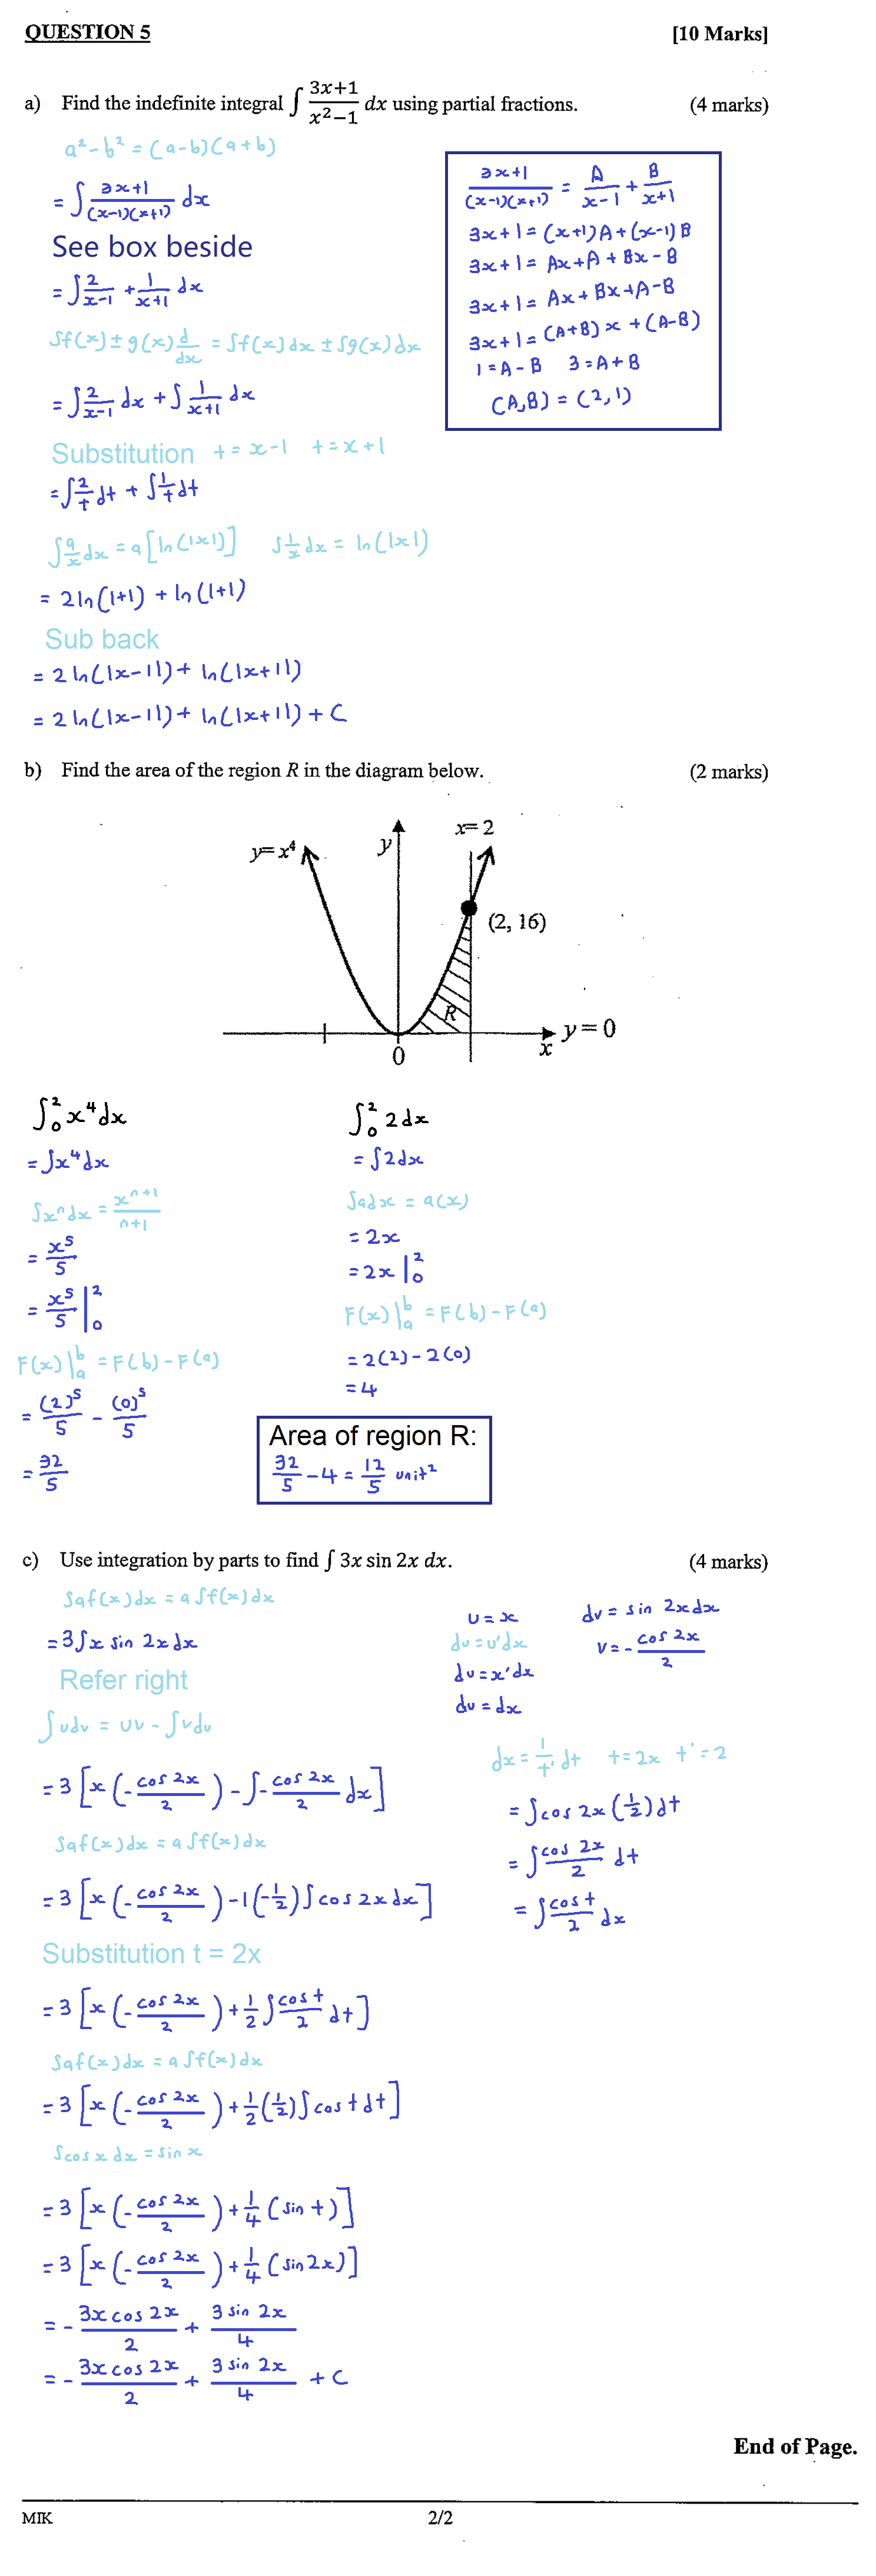 QUESTION 5 [10 Marks]
a) Find the indefinite integral ∫ (3x+1)/(x²−1) dx using partial fractions. (4 marks)
a² - b² = (a-b)(a+b)
= ∫ (3x+1)/((x-1)(x+1)) dx
See box beside
= ∫ 2/(x-1) + 1/(x+1) dx
∫f(x) ± g(x) d/dx = ∫f(x) dx ± ∫g(x) dx
= ∫ 2/(x-1) dx + ∫ 1/(x+1) dx
Substitution t = x-1 t = x+1
= ∫ 2/t dt + ∫ 1/t dt
∫ a/x dx = a[ln(|x|)] ∫ 1/x dx = ln(|x|)
= 2ln(|t|) + ln(|t|)
Sub back
= 2 ln(|x-1|) + ln(|x+1|)
= 2 ln(|x-1|) + ln(|x+1|) + C
(3x+1)/((x-1)(x+1)) = A/(x-1) + B/(x+1)
3x+1 = (x+1)A + (x-1)B
3x+1 = Ax + A + Bx - B
3x+1 = Ax + Bx + A - B
3x+1 = (A+B)x + (A-B)
1 = A - B 3 = A + B
(A,B) = (2,1)
b) Find the area of the region R in the diagram below. (2 marks)
x= 2
y= x⁴
y
(2, 16)
R
y = 0
x
0
∫₀² x⁴ dx
= ∫x⁴ dx
∫xⁿ dx = xⁿ⁺¹/(n+1)
= x⁵/5
= x⁵/5 |₀²
F(x)|ₐᵇ = F(b) - F(a)
= (2)⁵/5 - (0)⁵/5
= 32/5
∫₀² 2 dx
= ∫2dx
∫adx = a(x)
= 2x
= 2x |₀²
F(x)|ₐᵇ = F(b) - F(a)
= 2(2) - 2(0)
= 4
Area of region R:
32/5 - 4 = 12/5 unit²
c) Use integration by parts to find ∫ 3x sin 2x dx. (4 marks)
∫af(x)dx = a∫f(x)dx
= 3∫x sin 2x dx
Refer right
∫udv = uv - ∫vdu
= 3[x(-cos 2x/2) - ∫-cos 2x/2 dx]
∫af(x)dx = a∫f(x)dx
= 3[x(-cos 2x/2) - 1(-1/2)∫cos 2x dx]
Substitution t = 2x
= 3[x(-cos 2x/2) + 1/2 ∫cos t/2 dt]
∫af(x)dx = a∫f(x)dx
= 3[x(-cos 2x/2) + 1/2(1/2)∫cos t dt]
∫cos x dx = sin x
= 3[x(-cos 2x/2) + 1/4(sin t)]
= 3[x(-cos 2x/2) + 1/4(sin 2x)]
= - 3x cos 2x/2 + 3 sin 2x/4
= - 3x cos 2x/2 + 3 sin 2x/4 + C
u = x dv = sin 2x dx
du = u'dx v = - cos 2x/2
du = x'dx
du = dx
dx = 1/t' dt t = 2x t' = 2
= ∫cos 2x (1/2) dt
= ∫cos 2x/2 dt
= ∫cos t/2 dx
End of Page.
MIK 2/2